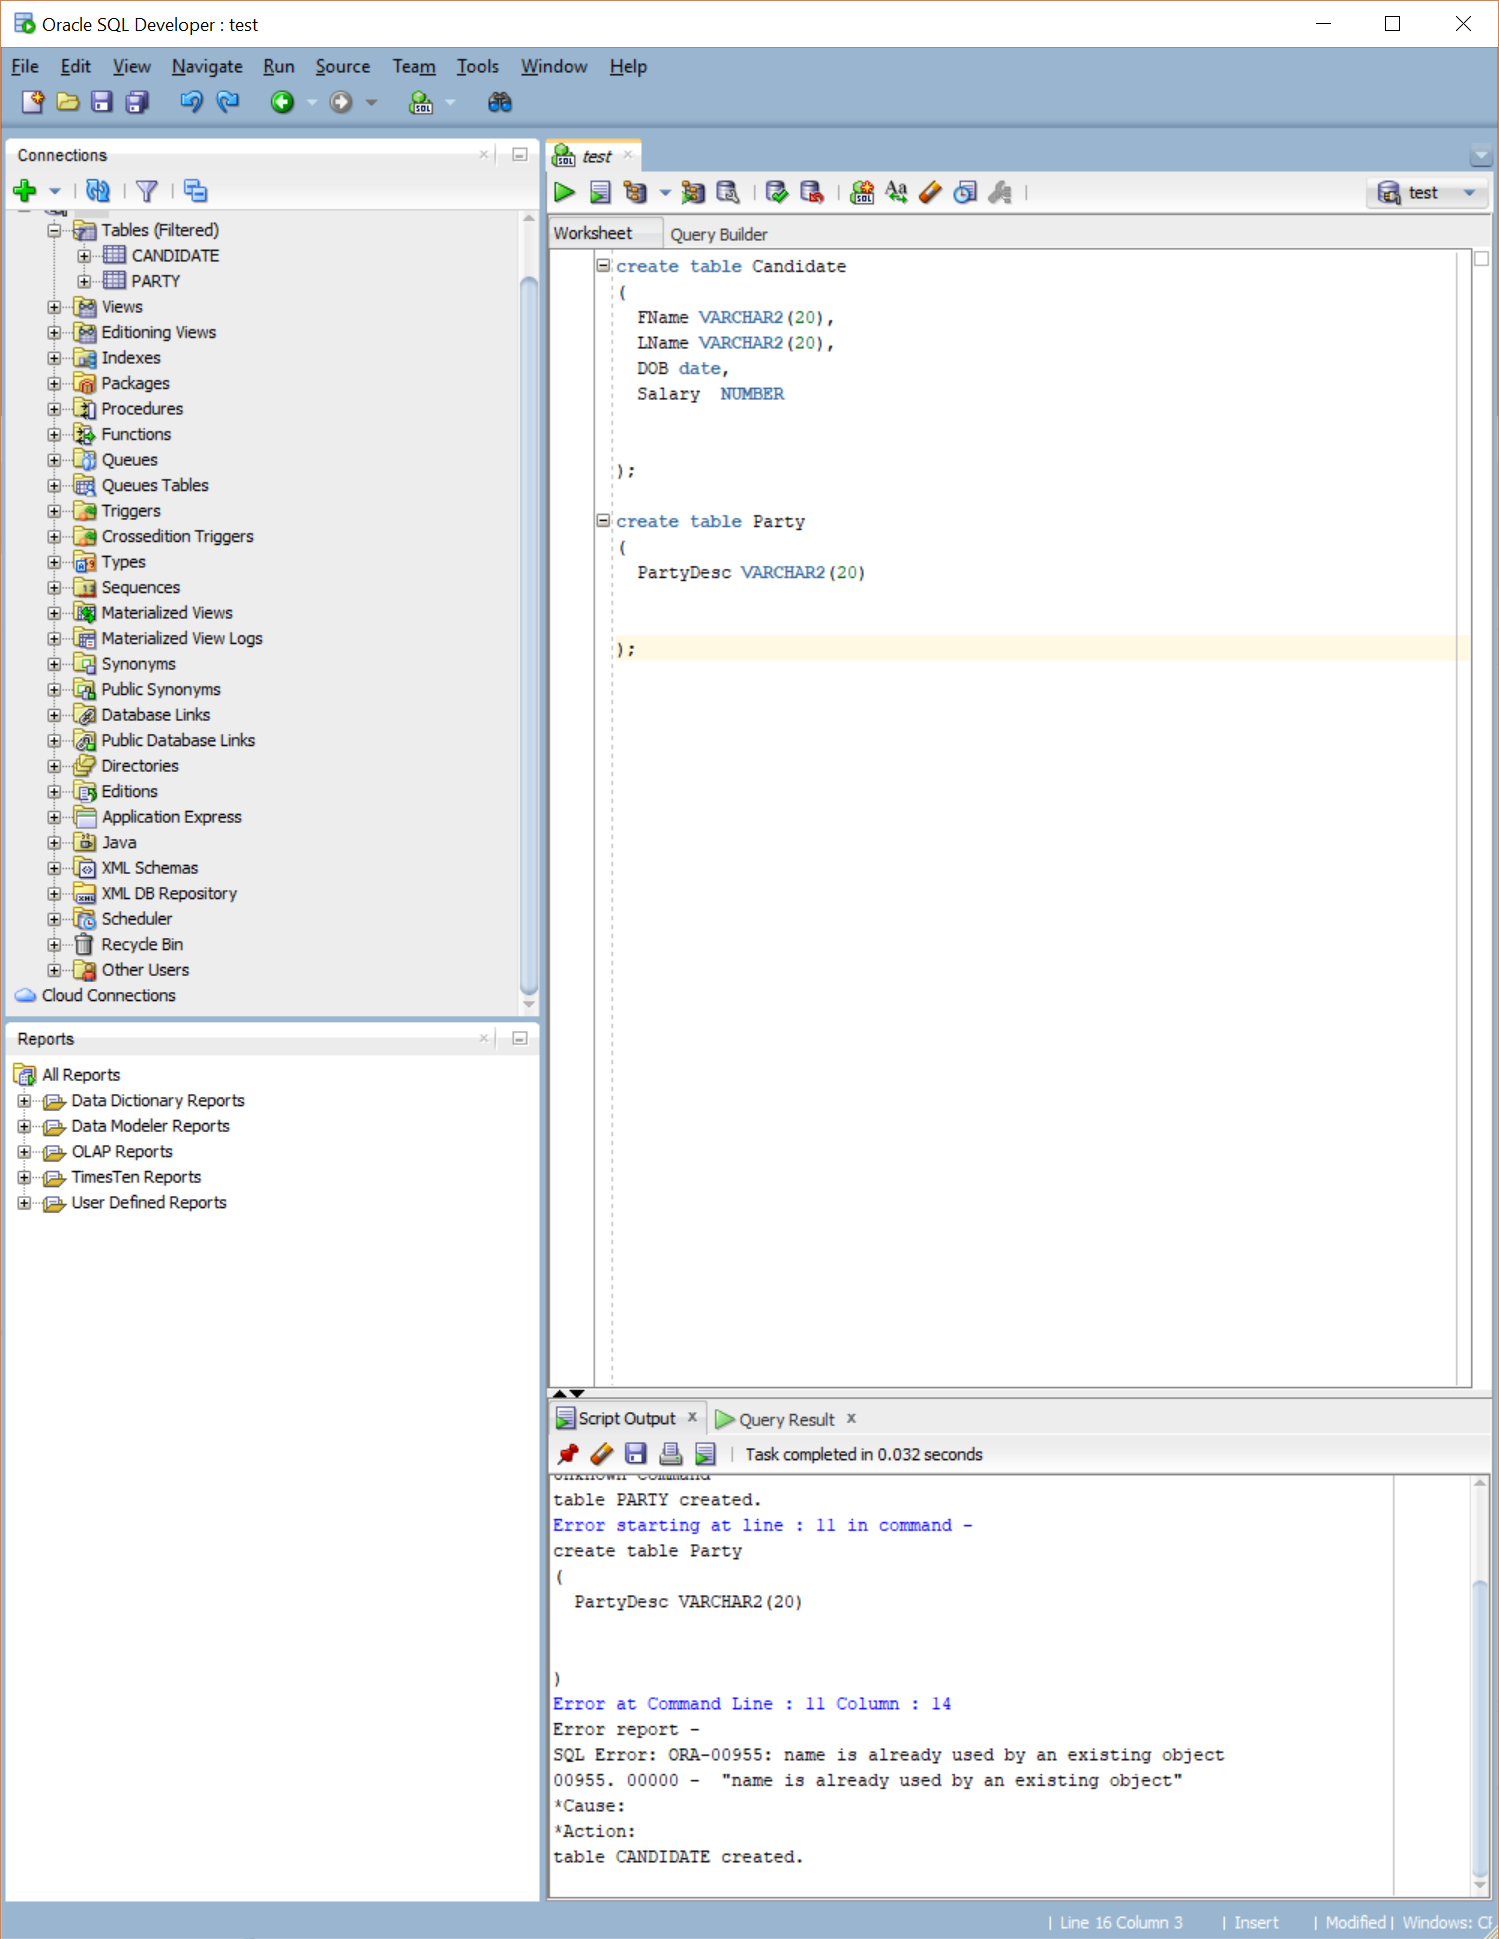 Oracle SQL Developer : test
File Edit View Navigate Run Source Team Tools Window Help
Connections
Tables (Filtered)
CANDIDATE
PARTY
Views
Editioning Views
Indexes
Packages
Procedures
Functions
Queues
Queues Tables
Triggers
Crossedition Triggers
Types
Sequences
Materialized Views
Materialized View Logs
Synonyms
Public Synonyms
Database Links
Public Database Links
Directories
Editions
Application Express
Java
XML Schemas
XML DB Repository
Scheduler
Recycle Bin
Other Users
Cloud Connections
Reports
All Reports
Data Dictionary Reports
Data Modeler Reports
OLAP Reports
TimesTen Reports
User Defined Reports
test
test
Worksheet Query Builder
create table Candidate
(
FName VARCHAR2(20),
LName VARCHAR2(20),
DOB date,
Salary  NUMBER
);
create table Party
(
PartyDesc VARCHAR2(20)
);
Script Output Query Result
Task completed in 0.032 seconds
Unknown Command
table PARTY created.
Error starting at line : 11 in command -
create table Party
(
PartyDesc VARCHAR2(20)
)
Error at Command Line : 11 Column : 14
Error report -
SQL Error: ORA-00955: name is already used by an existing object
00955. 00000 -  "name is already used by an existing object"
*Cause:
*Action:
table CANDIDATE created.
| Line 16 Column 3 | Insert | Modified | Windows: CF